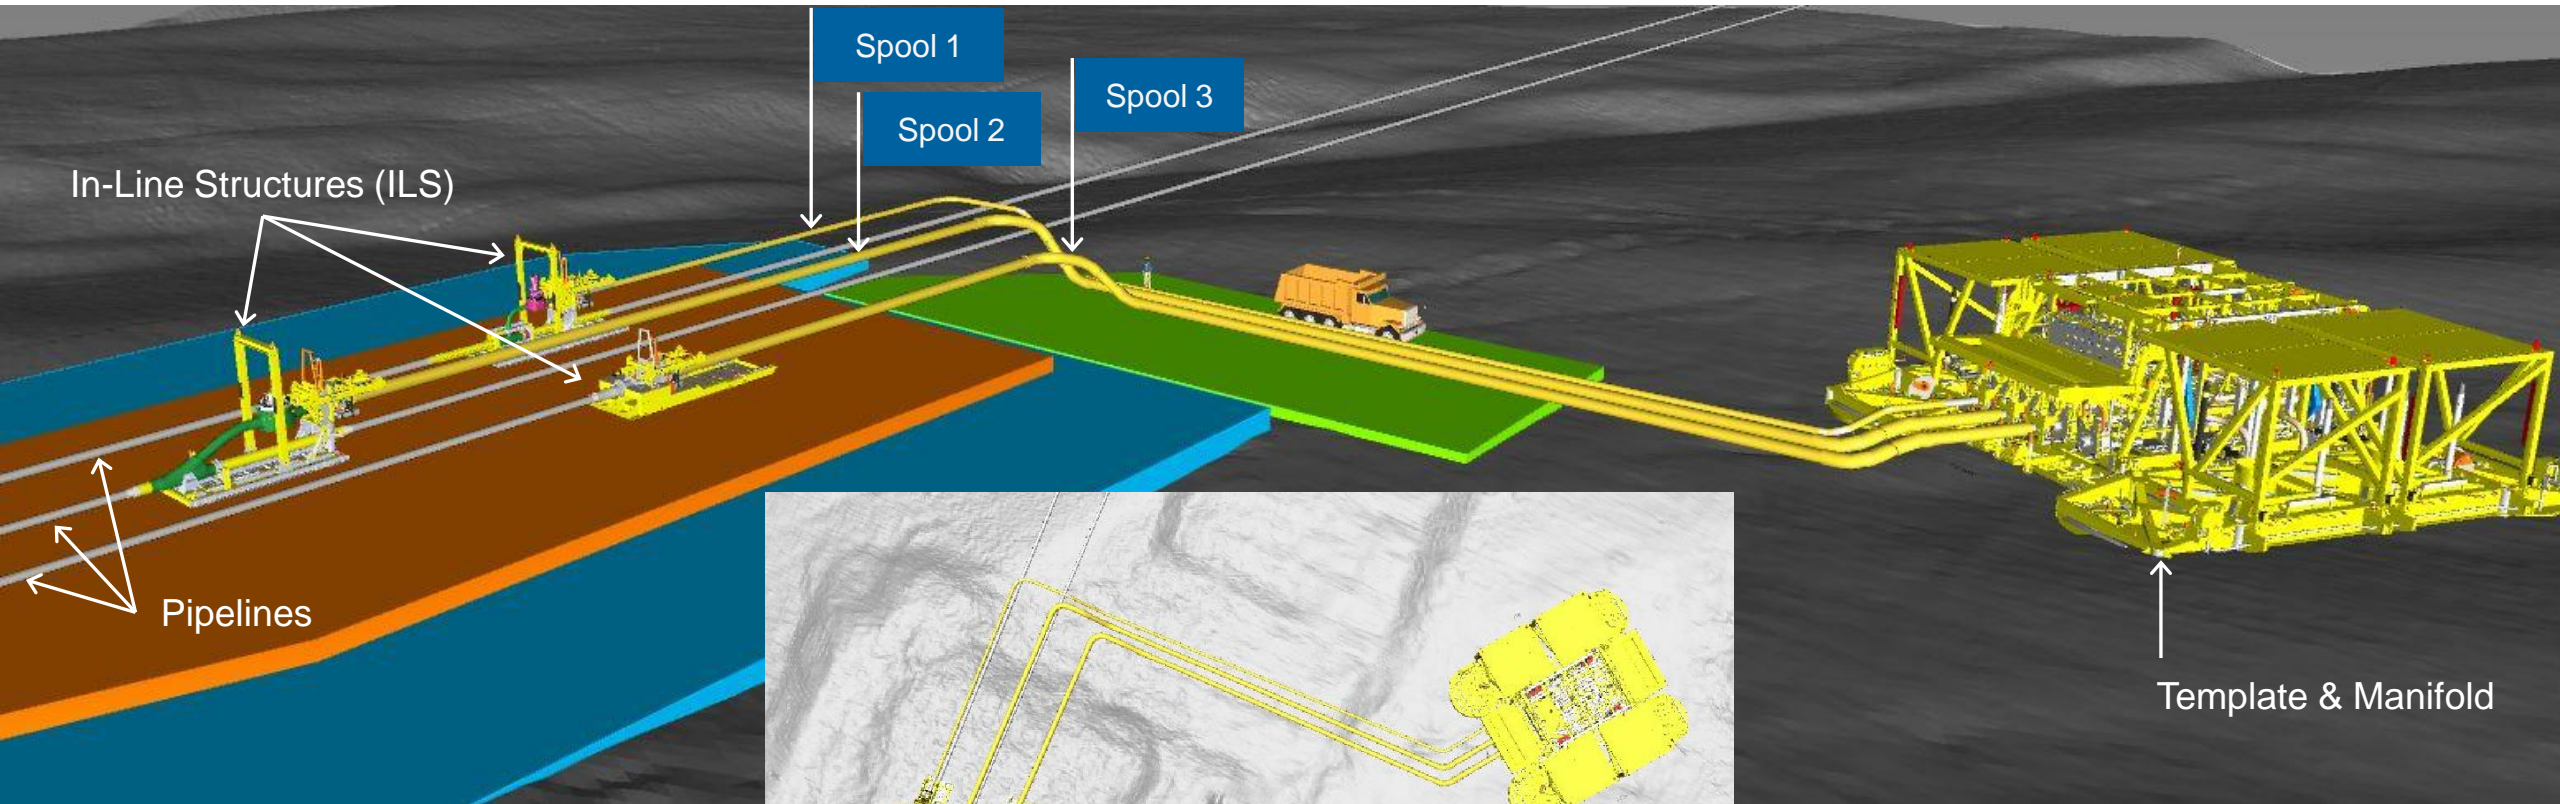 Spool 1
Spool 2
Spool 3
In-Line Structures (ILS)
Pipelines
Template & Manifold